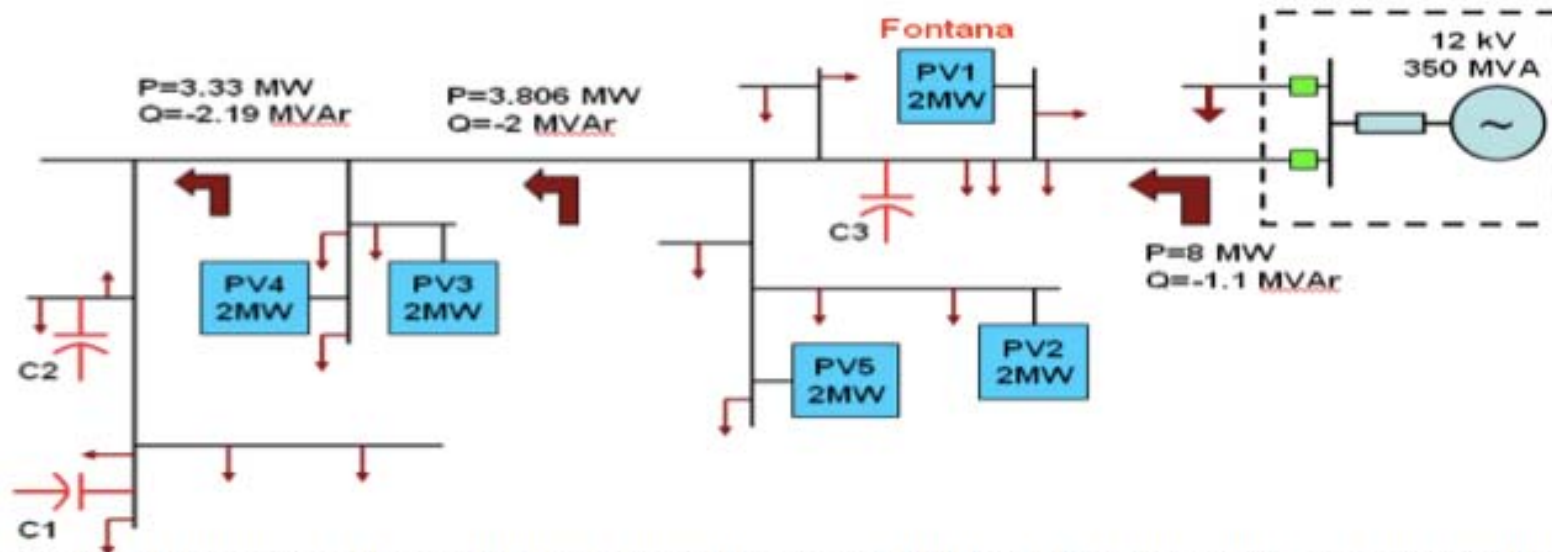 Fontana
12 kV
350 MVA
PV1
2MW
P=3.33 MW
Q=-2.19 MVAr
P=3.806 MW
Q=-2 MVAr
C3
P=8 MW
Q=-1.1 MVAr
PV4
2MW
PV3
2MW
C2
PV5
2MW
PV2
2MW
C1